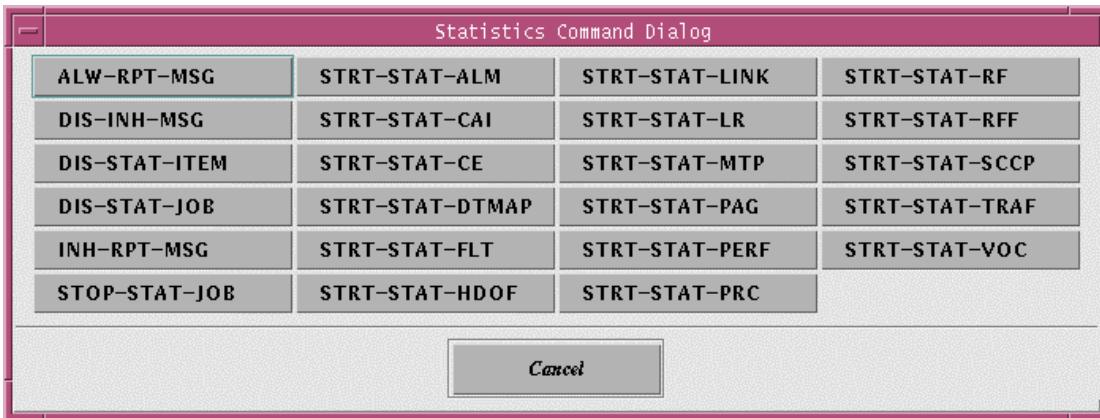 Statistics Command Dialog
ALW-RPT-MSG STRT-STAT-ALM STRT-STAT-LINK STRT-STAT-RF
DIS-INH-MSG STRT-STAT-CAI STRT-STAT-LR STRT-STAT-RFF
DIS-STAT-ITEM STRT-STAT-CE STRT-STAT-MTP STRT-STAT-SCCP
DIS-STAT-JOB STRT-STAT-DTMAP STRT-STAT-PAG STRT-STAT-TRAF
INH-RPT-MSG STRT-STAT-FLT STRT-STAT-PERF STRT-STAT-VOC
STOP-STAT-JOB STRT-STAT-HDOF STRT-STAT-PRC
Cancel